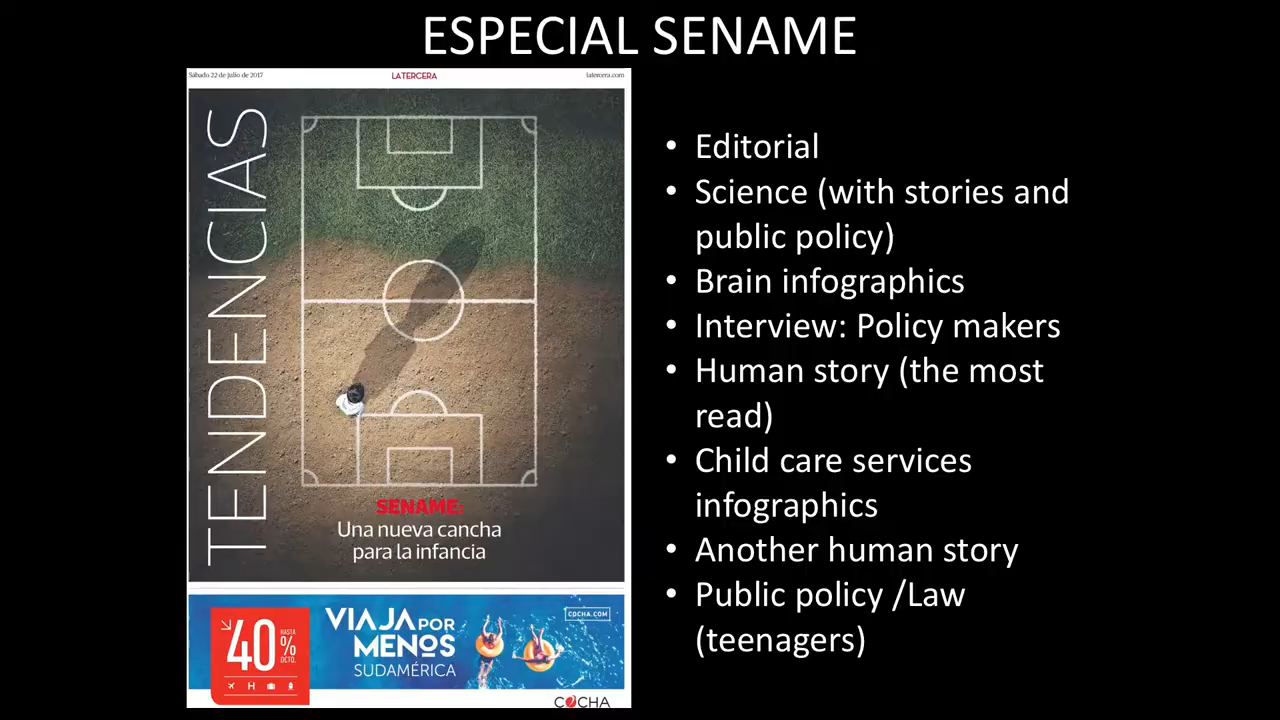 ESPECIAL SENAME
Sábado 22 de julio de 2017
LATERCERA
latercera.com
TENDENCIAS
SENAME:
Una nueva cancha
para la infancia
40%
HASTA
DCTO.
VIAJA POR
MENOS
SUDAMÉRICA
COCHA.COM
COCHA
• Editorial
• Science (with stories and
public policy)
• Brain infographics
• Interview: Policy makers
• Human story (the most
read)
• Child care services
infographics
• Another human story
• Public policy /Law
(teenagers)